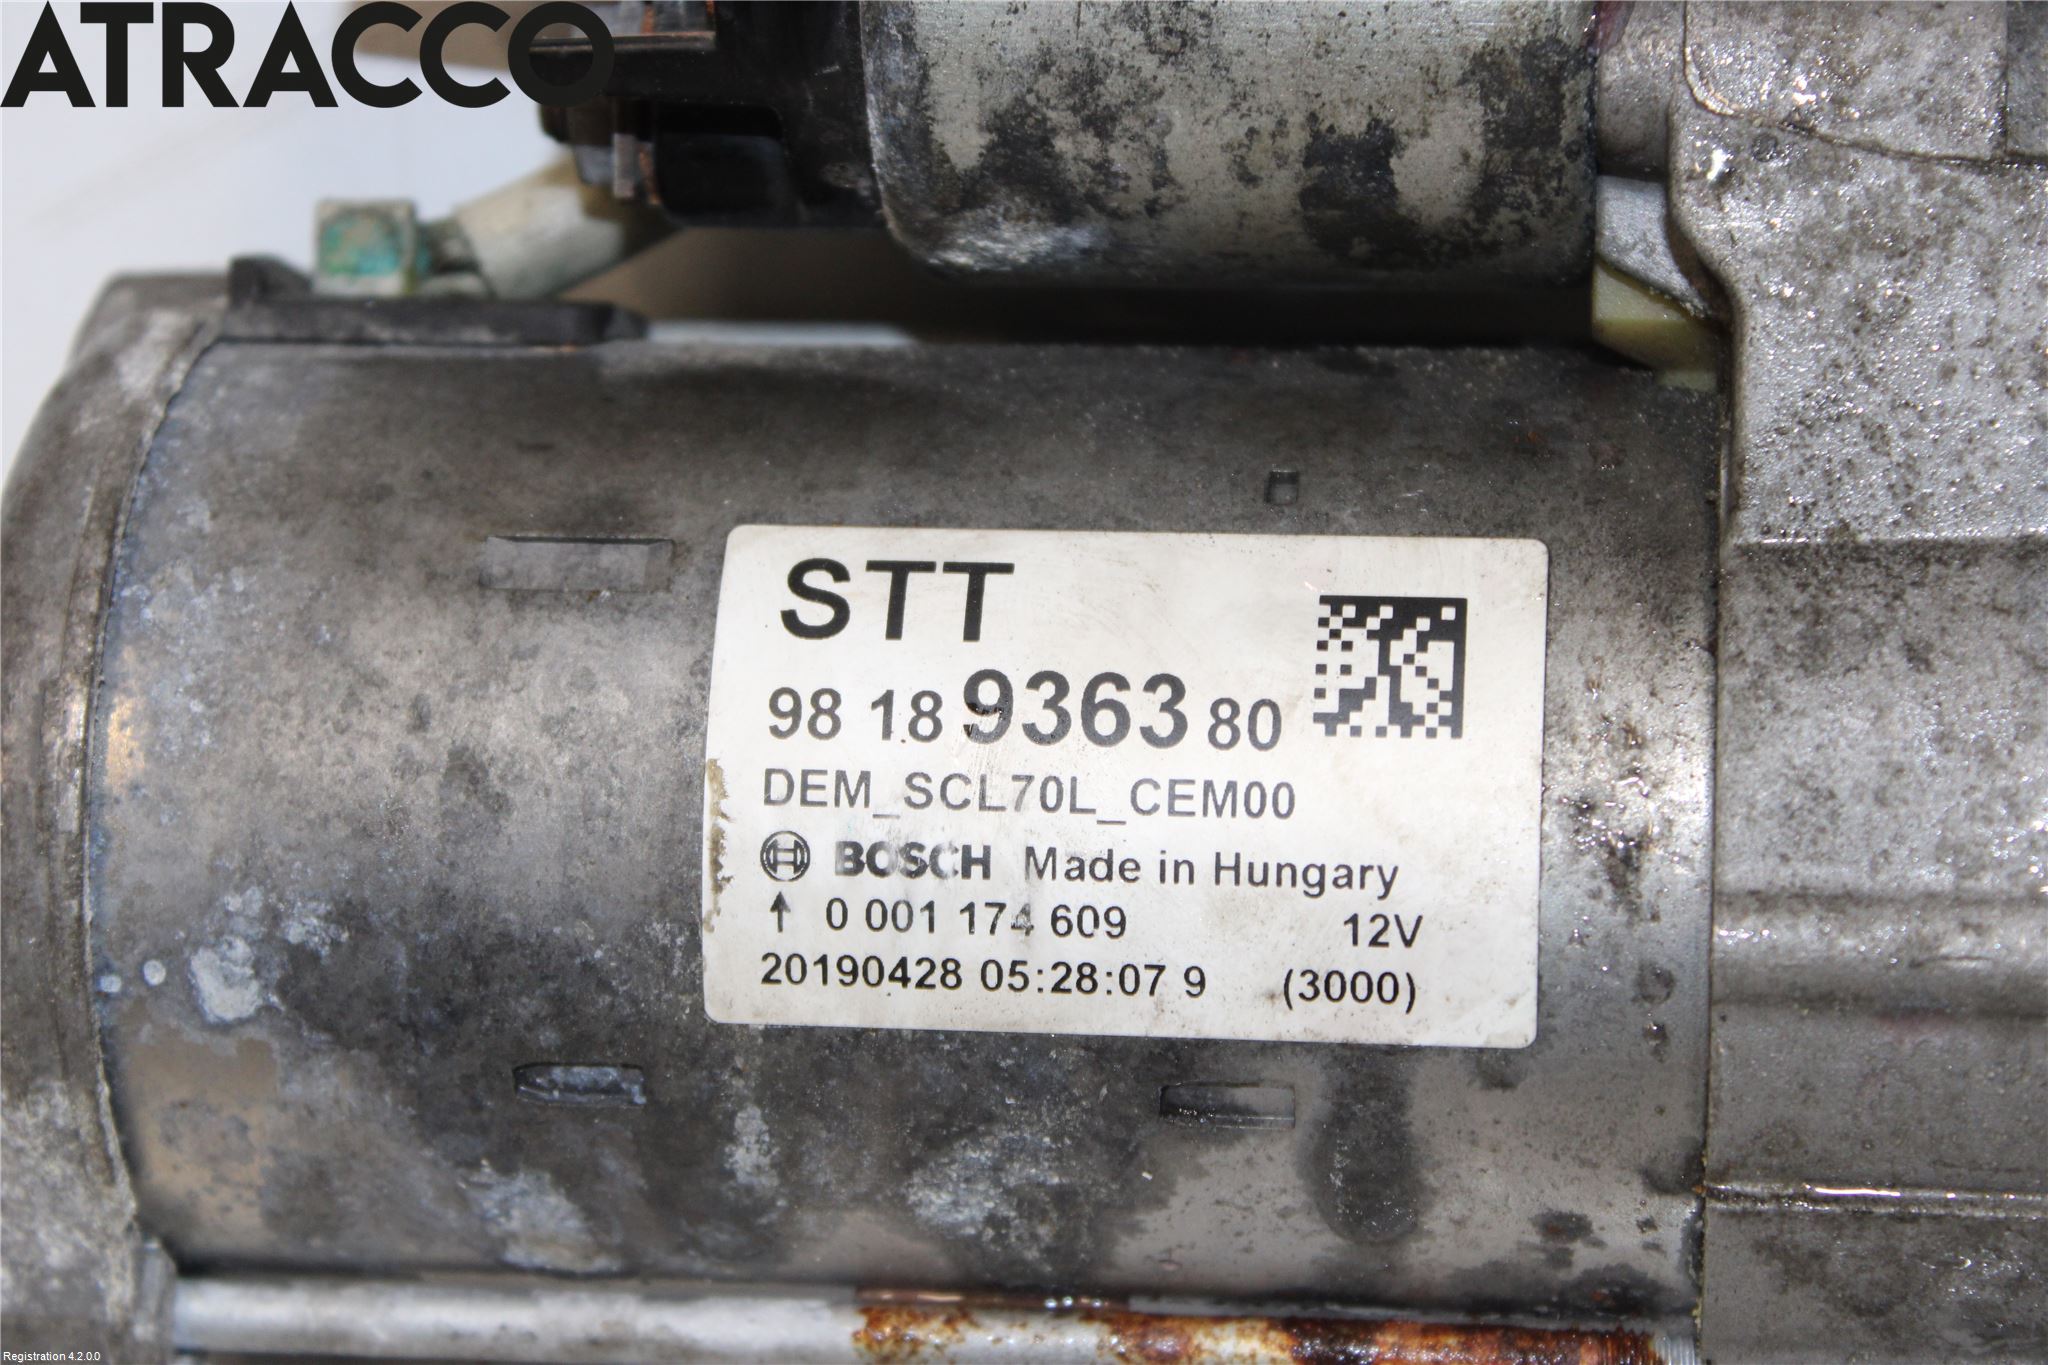 ATRACCO
STT
98 18 9363 80
DEM_SCL70L_CEM00
BOSCH Made in Hungary
↑ 0 001 174 609 12V
20190428 05:28:07 9 (3000)
Registration 4.2.0.0